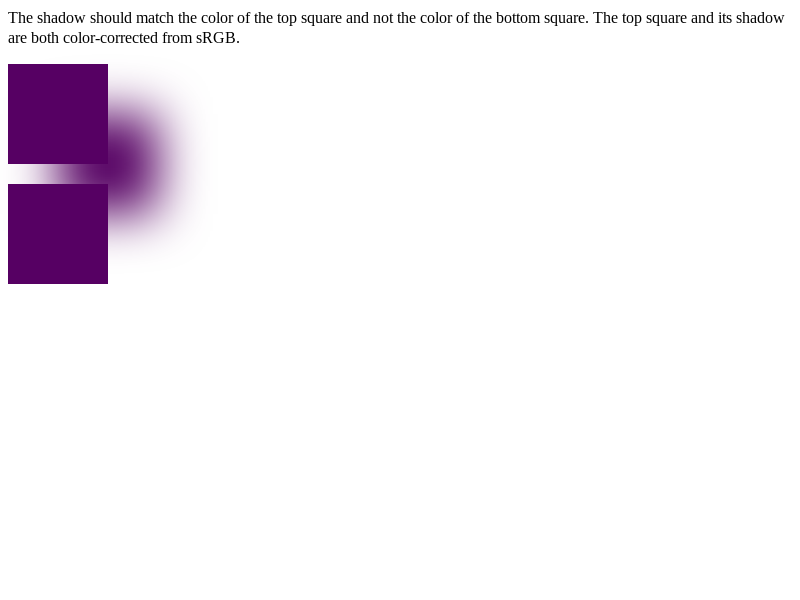 The shadow should match the color of the top square and not the color of the bottom square. The top square and its shadow
are both color-corrected from sRGB.